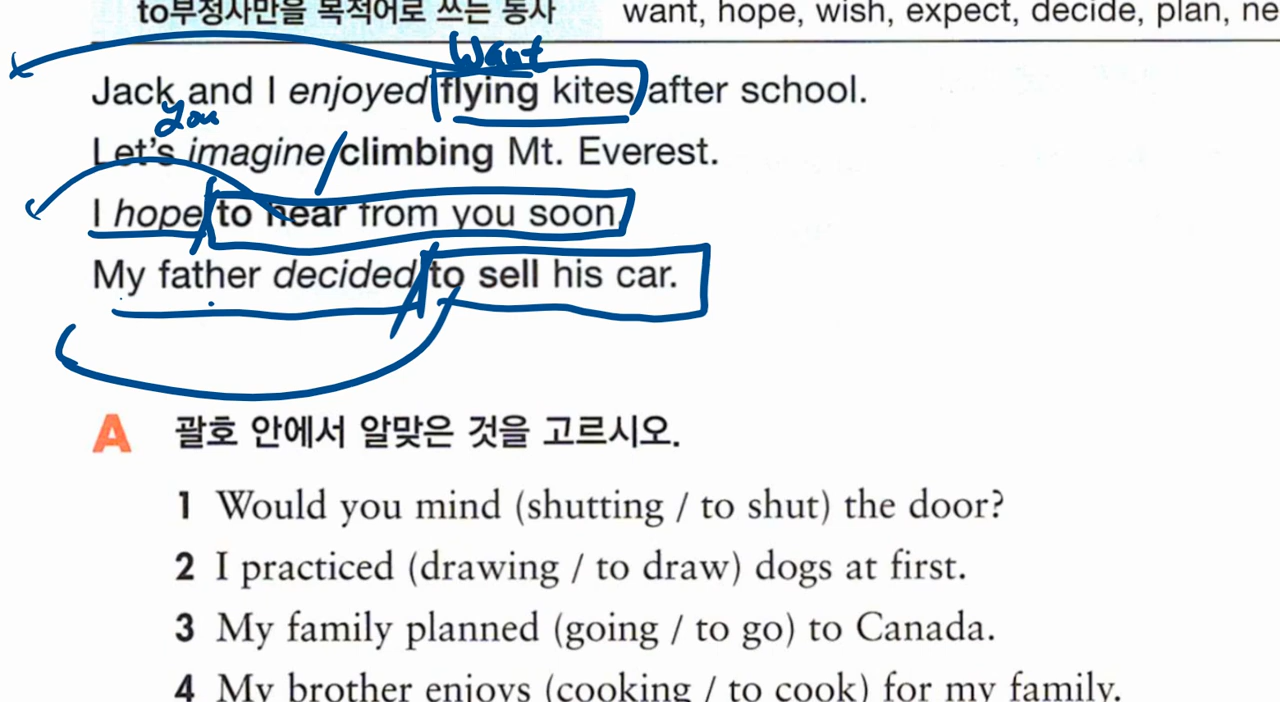 to부정사만을 목적어로 쓰는 동사 want, hope, wish, expect, decide, plan, ne
want
Jack and I enjoyed flying kites after school.
you
Let's imagine climbing Mt. Everest.
I hope to hear from you soon.
My father decided to sell his car.
A 괄호 안에서 알맞은 것을 고르시오.
1 Would you mind (shutting / to shut) the door?
2 I practiced (drawing / to draw) dogs at first.
3 My family planned (going / to go) to Canada.
4 My brother enjoys (cooking / to cook) for my family.